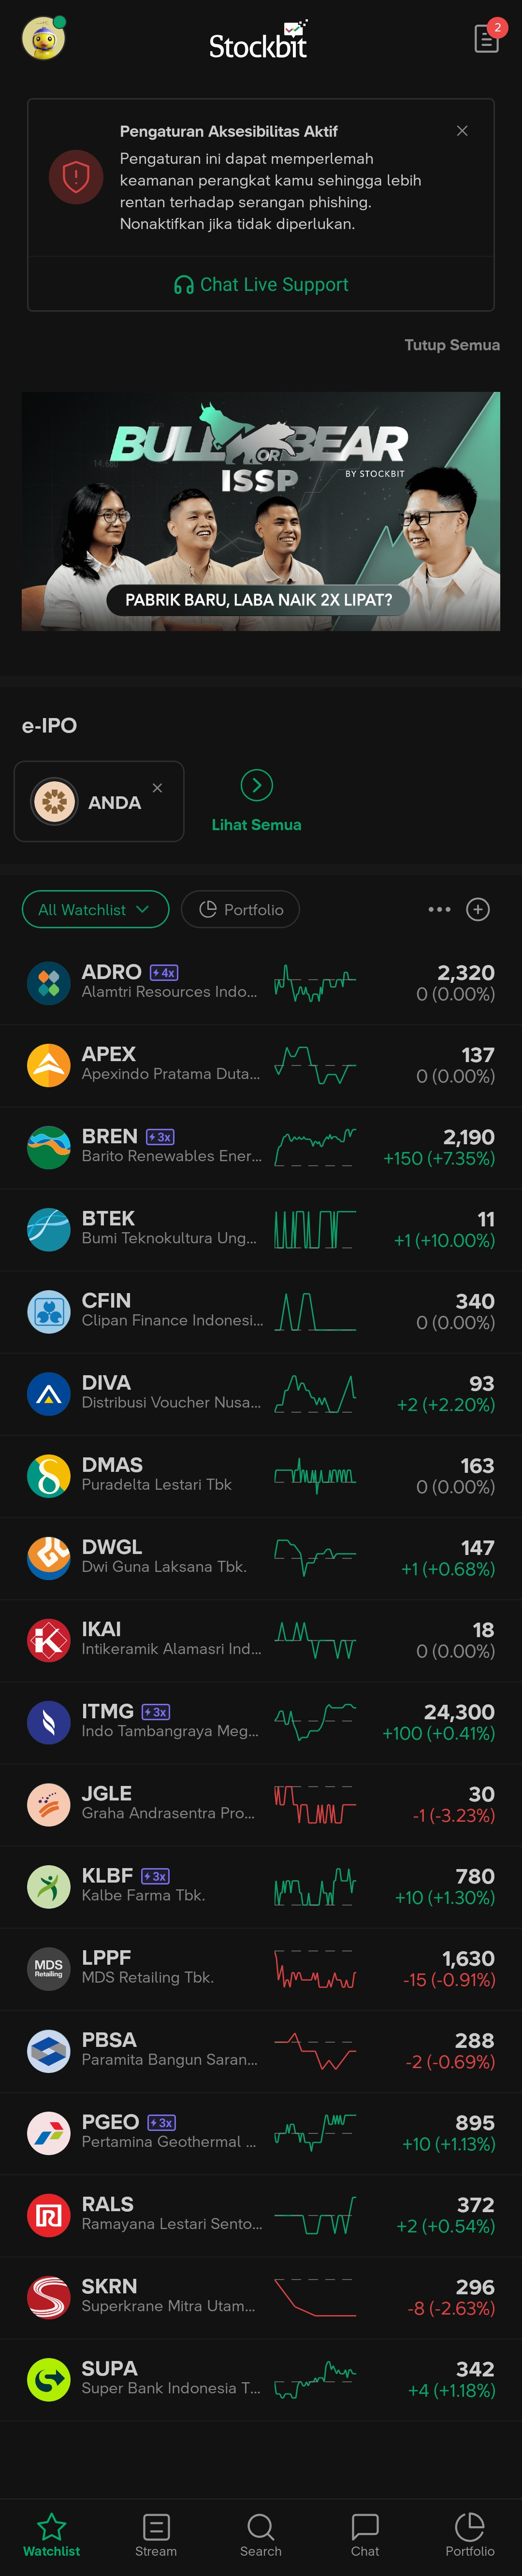 Stockbit
2
Pengaturan Aksesibilitas Aktif
Pengaturan ini dapat memperlemah
keamanan perangkat kamu sehingga lebih
rentan terhadap serangan phishing.
Nonaktifkan jika tidak diperlukan.
Chat Live Support
Tutup Semua
BULL OR BEAR
BY STOCKBIT
ISSP
PABRIK BARU, LABA NAIK 2X LIPAT?
e-IPO
ANDA
Lihat Semua
All Watchlist
Portfolio
ADRO 4x 2,320
Alamtri Resources Indo... 0 (0.00%)
APEX 137
Apexindo Pratama Duta... 0 (0.00%)
BREN 3x 2,190
Barito Renewables Ener... +150 (+7.35%)
BTEK 11
Bumi Teknokultura Ung... +1 (+10.00%)
CFIN 340
Clipan Finance Indonesi... 0 (0.00%)
DIVA 93
Distribusi Voucher Nusa... +2 (+2.20%)
DMAS 163
Puradelta Lestari Tbk 0 (0.00%)
DWGL 147
Dwi Guna Laksana Tbk. +1 (+0.68%)
IKAI 18
Intikeramik Alamasri Ind... 0 (0.00%)
ITMG 3x 24,300
Indo Tambangraya Meg... +100 (+0.41%)
JGLE 30
Graha Andrasentra Pro... -1 (-3.23%)
KLBF 3x 780
Kalbe Farma Tbk. +10 (+1.30%)
MDS
Retailing
LPPF 1,630
MDS Retailing Tbk. -15 (-0.91%)
PBSA 288
Paramita Bangun Saran... -2 (-0.69%)
PGEO 3x 895
Pertamina Geothermal ... +10 (+1.13%)
RALS 372
Ramayana Lestari Sento... +2 (+0.54%)
SKRN 296
Superkrane Mitra Utam... -8 (-2.63%)
SUPA 342
Super Bank Indonesia T... +4 (+1.18%)
Watchlist Stream Search Chat Portfolio